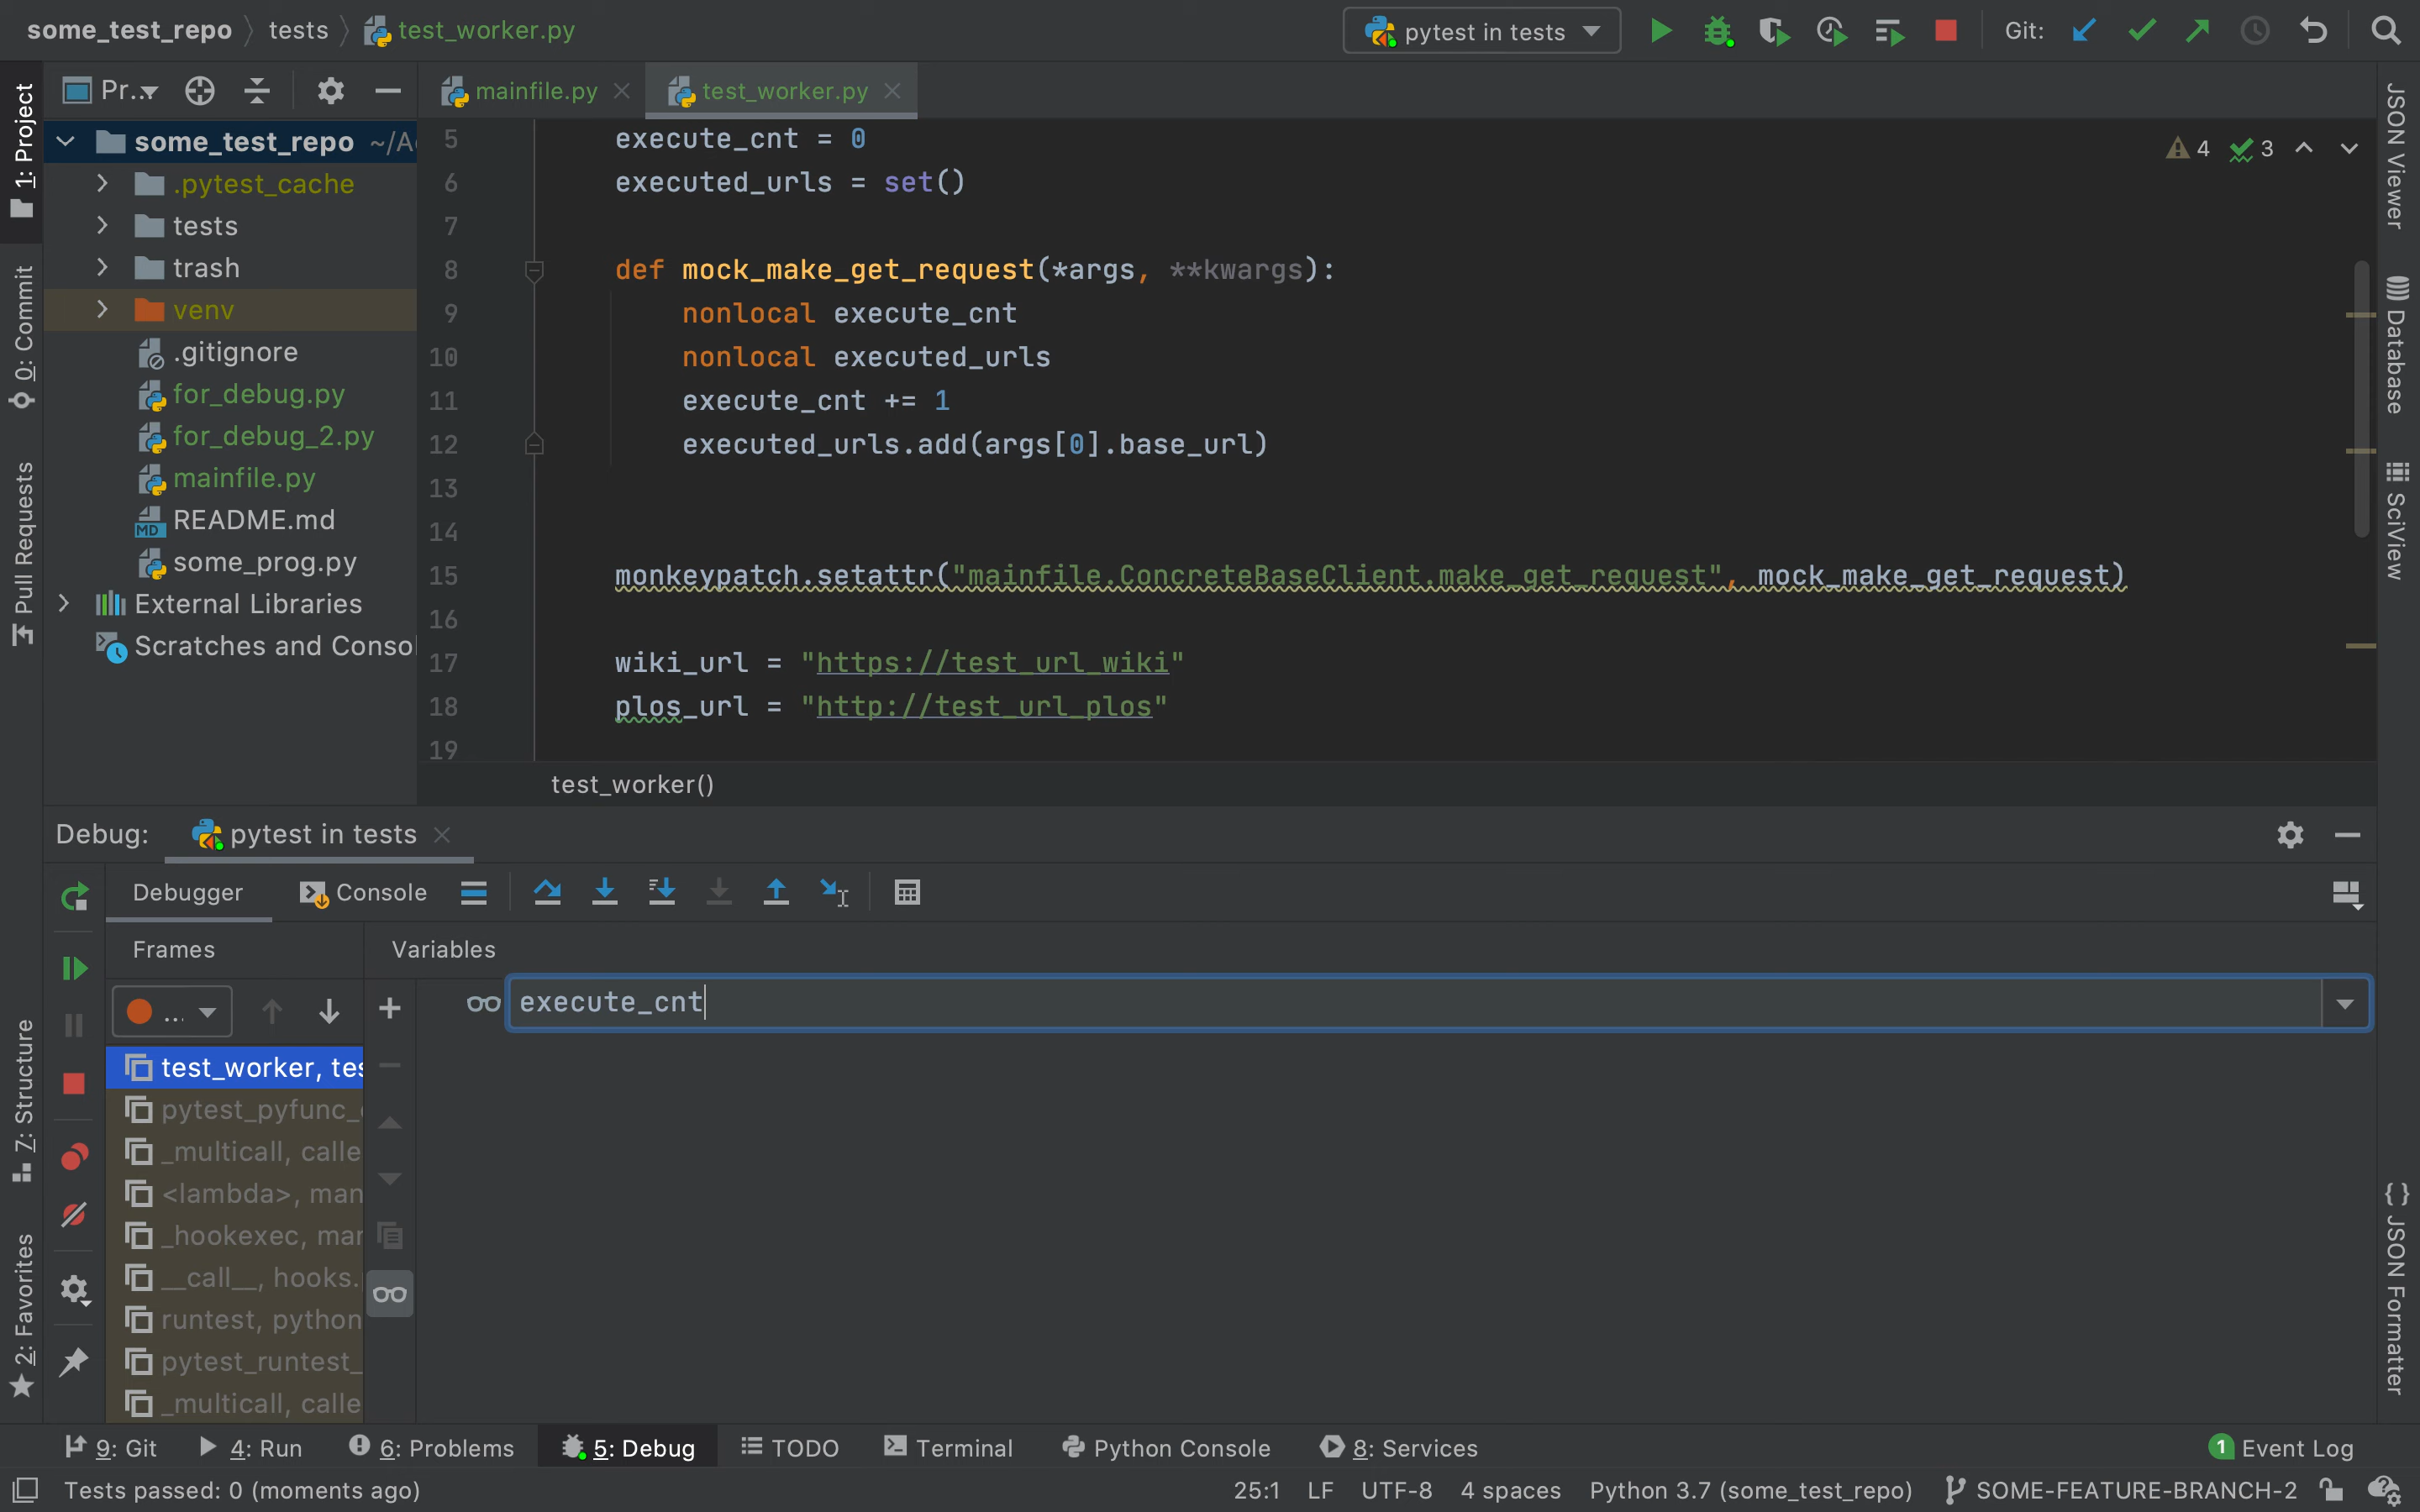 some_test_repo tests test_worker.py pytest in tests Git:
Pr... mainfile.py test_worker.py
1: Project
0: Commit
Pull Requests
Z: Structure
2: Favorites
some_test_repo ~/A
.pytest_cache
tests
trash
venv
.gitignore
for_debug.py
for_debug_2.py
mainfile.py
MD README.md
some_prog.py
External Libraries
Scratches and Conso
4 3
5 execute_cnt = 0
6 executed_urls = set()
7
8 def mock_make_get_request(*args, **kwargs):
9 nonlocal execute_cnt
10 nonlocal executed_urls
11 execute_cnt += 1
12 executed_urls.add(args[0].base_url)
13
14
15 monkeypatch.setattr("mainfile.ConcreteBaseClient.make_get_request", mock_make_get_request)
16
17 wiki_url = "https://test_url_wiki"
18 plos_url = "http://test_url_plos"
19
test_worker()
JSON Viewer
Database
SciView
JSON Formatter
Debug: pytest in tests
Debugger Console
Frames Variables
...
execute_cnt
test_worker, tes
pytest_pyfunc_
_multicall, calle
<lambda>, man
_hookexec, mar
__call__, hooks.
runtest, python
pytest_runtest_
_multicall, calle
9: Git 4: Run 6: Problems 5: Debug TODO Terminal Python Console 8: Services 1 Event Log
Tests passed: 0 (moments ago) 25:1 LF UTF-8 4 spaces Python 3.7 (some_test_repo) SOME-FEATURE-BRANCH-2